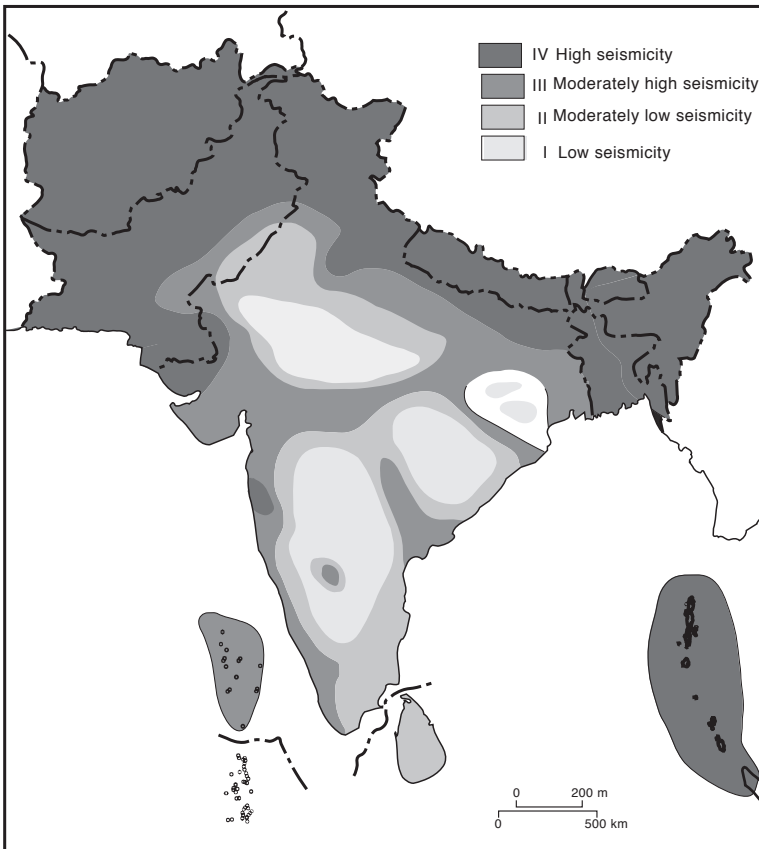 IV High seismicity
III Moderately high seismicity
II Moderately low seismicity
I Low seismicity
0 200 m
0 500 km